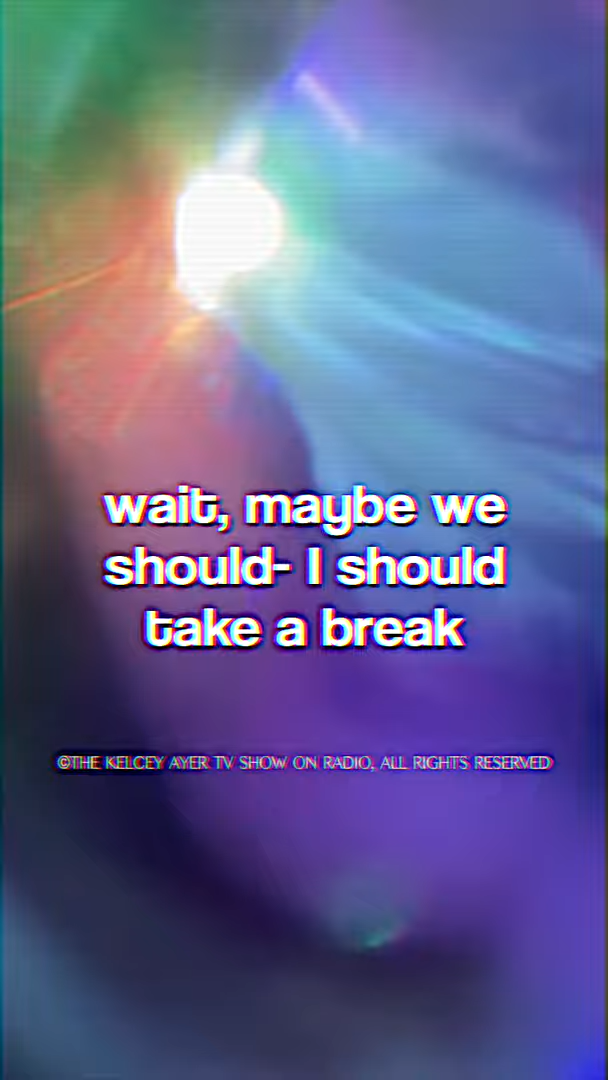 wait, maybe we
should- I should
take a break
©THE KELCEY AYER TV SHOW ON RADIO, ALL RIGHTS RESERVED